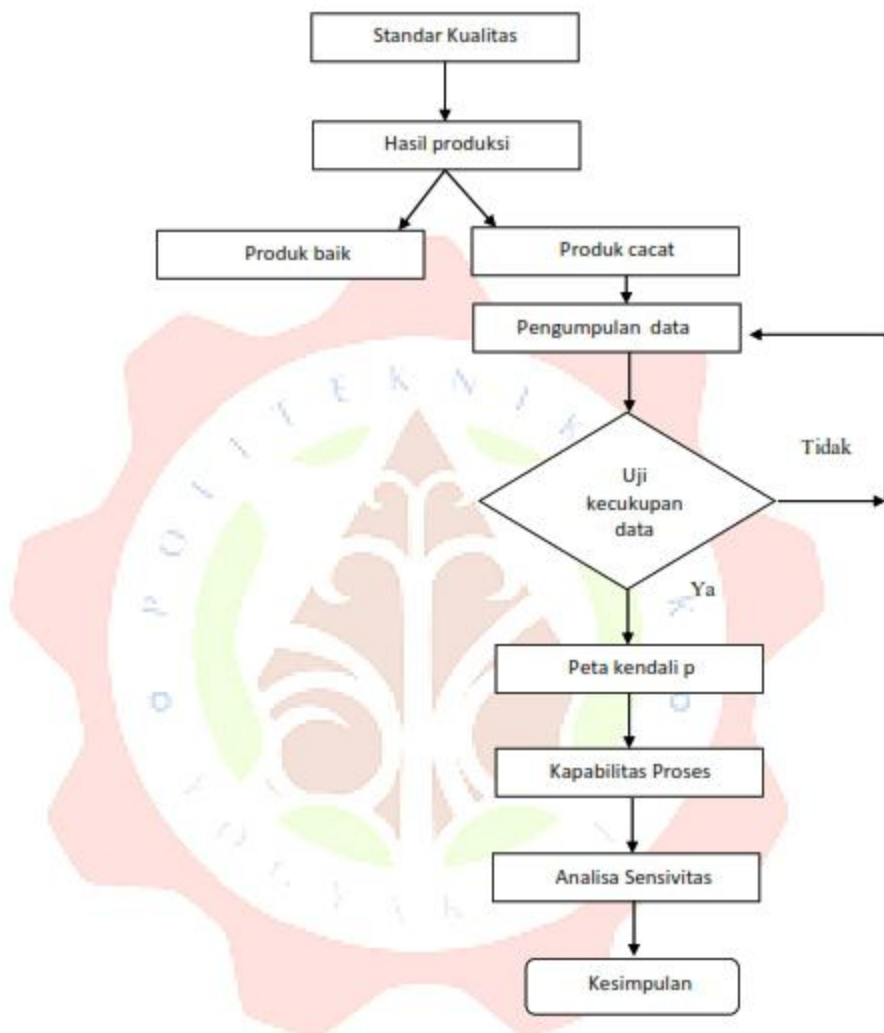 Standar Kualitas
Hasil produksi
Produk baik
Produk cacat
Pengumpulan data
Uji
kecukupan
data
Tidak
Ya
Peta kendali p
Kapabilitas Proses
Analisa Sensivitas
Kesimpulan
POLITEKNIK